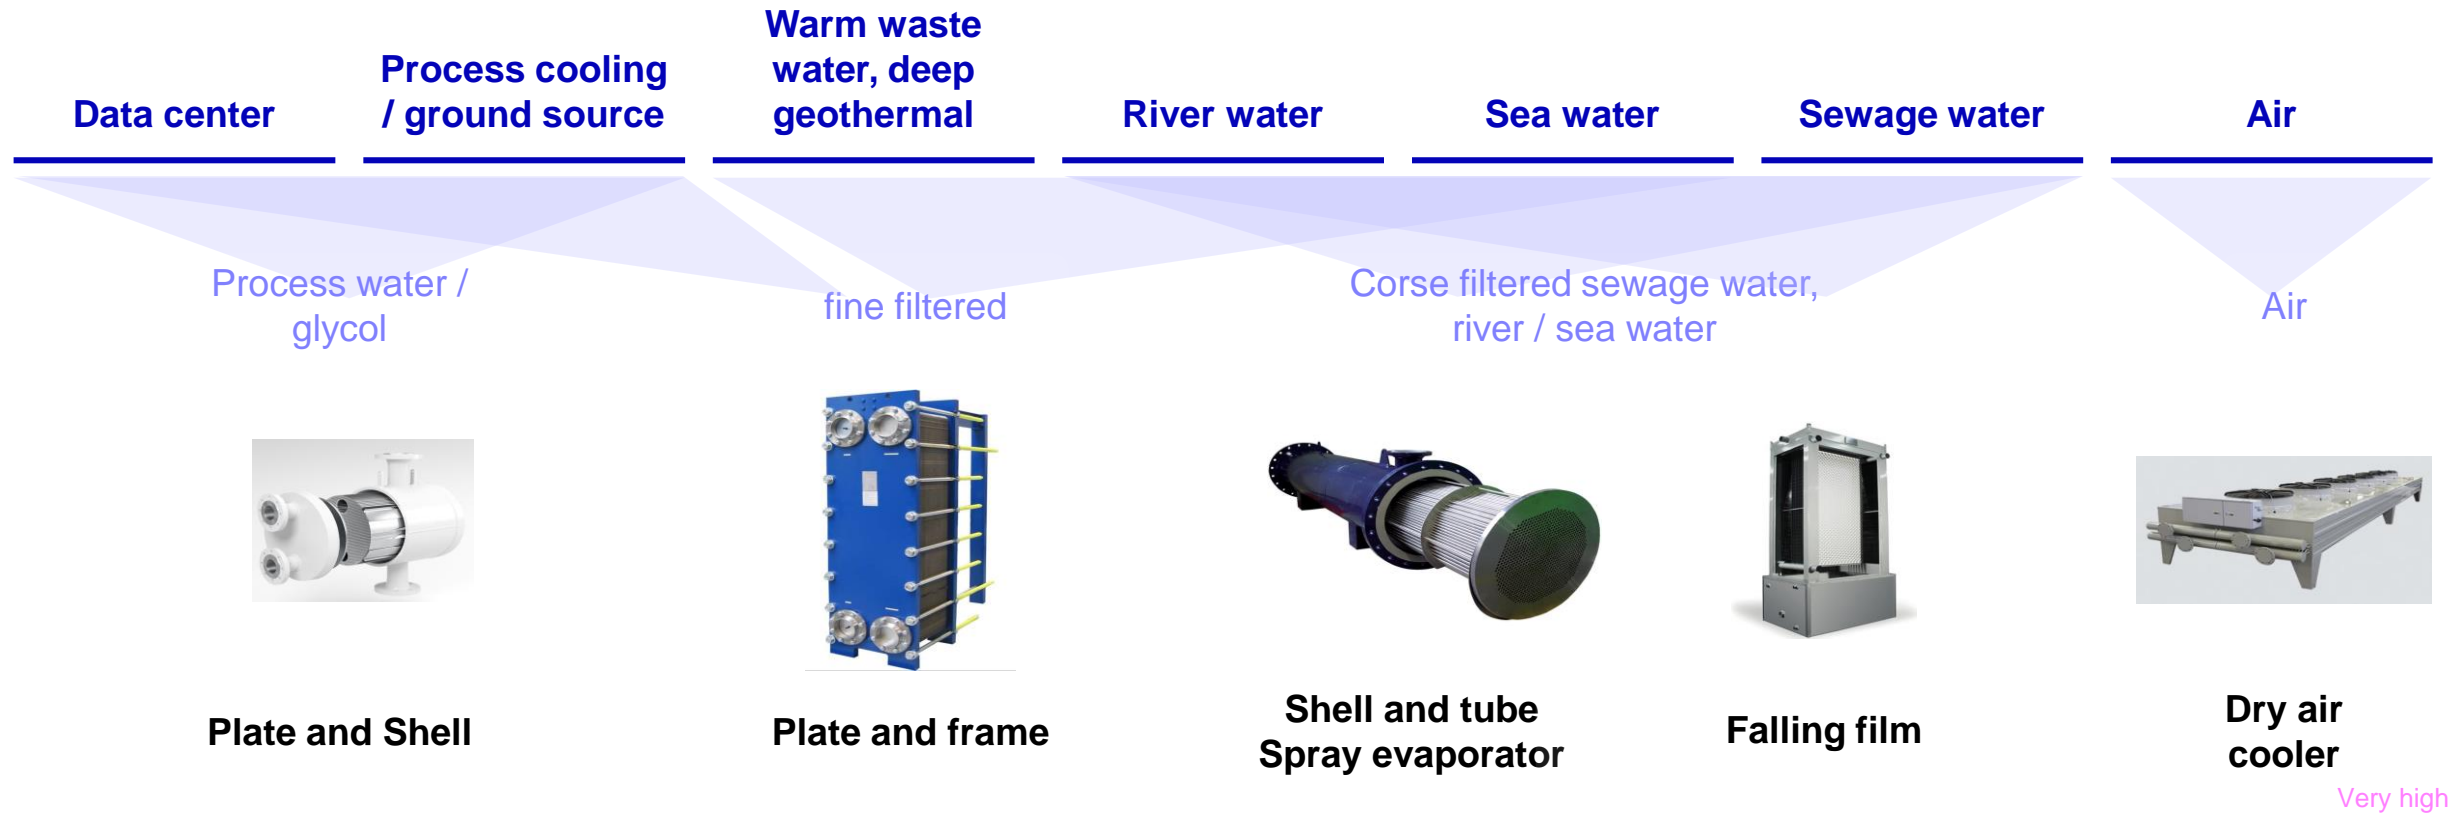 Data center
Process cooling
/ ground source
Warm waste
water, deep
geothermal
River water
Sea water
Sewage water
Air
Process water /
glycol
fine filtered
Corse filtered sewage water,
river / sea water
Air
Plate and Shell
Plate and frame
Shell and tube
Spray evaporator
Falling film
Dry air
cooler
Very high